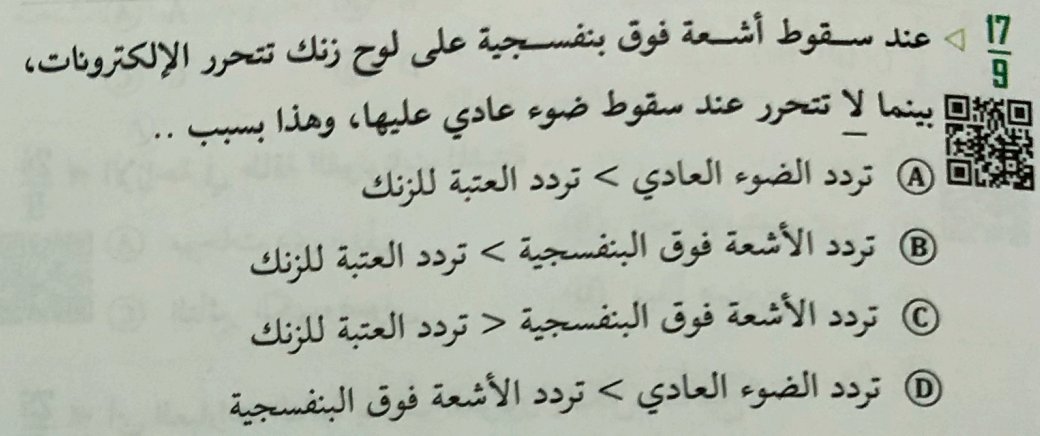 17
9
عند سقوط أشعة فوق بنفسجية على لوح زنك تتحرر الإلكترونات،
بينما لا تتحرر عند سقوط ضوء عادي عليها، وهذا بسبب ..
A تردد الضوء العادي > تردد العتبة للزنك
B تردد الأشعة فوق البنفسجية > تردد العتبة للزنك
C تردد الأشعة فوق البنفسجية < تردد العتبة للزنك
D تردد الضوء العادي > تردد الأشعة فوق البنفسجية